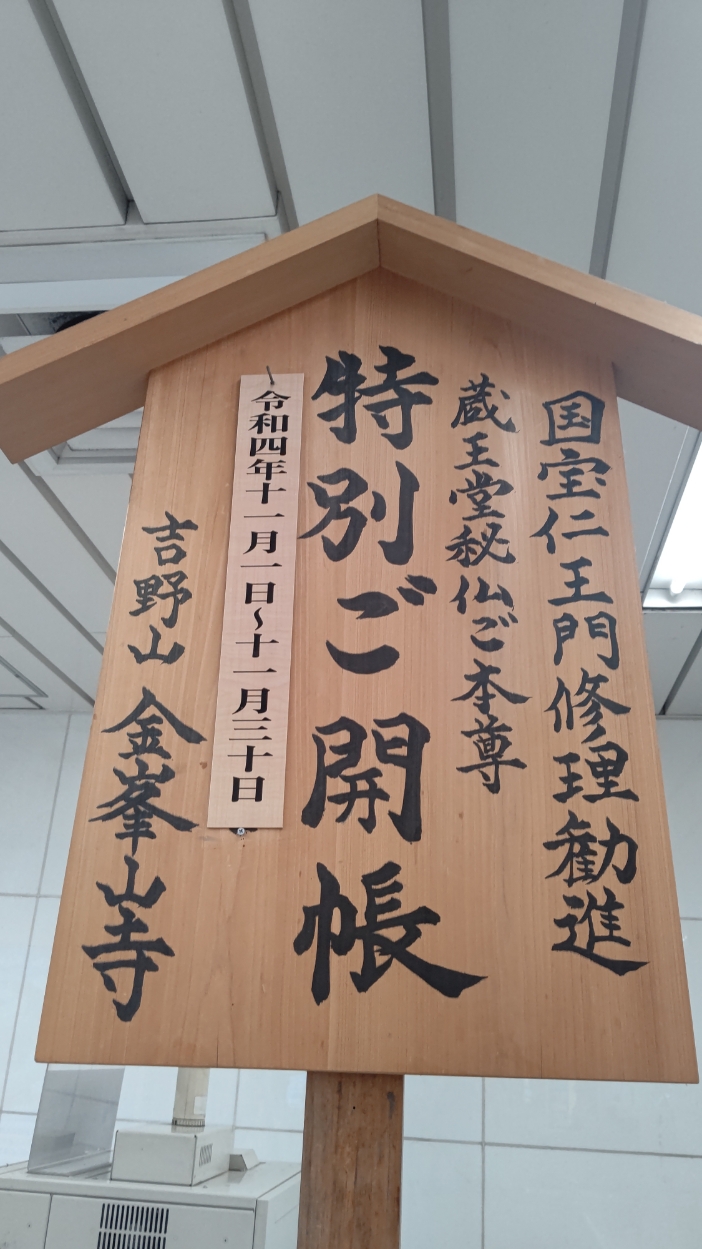 国宝仁王門修理勧進
蔵王堂秘仏ご本尊
特別ご開帳
令和四年十一月一日~十一月三十日
吉野山 金峯山寺